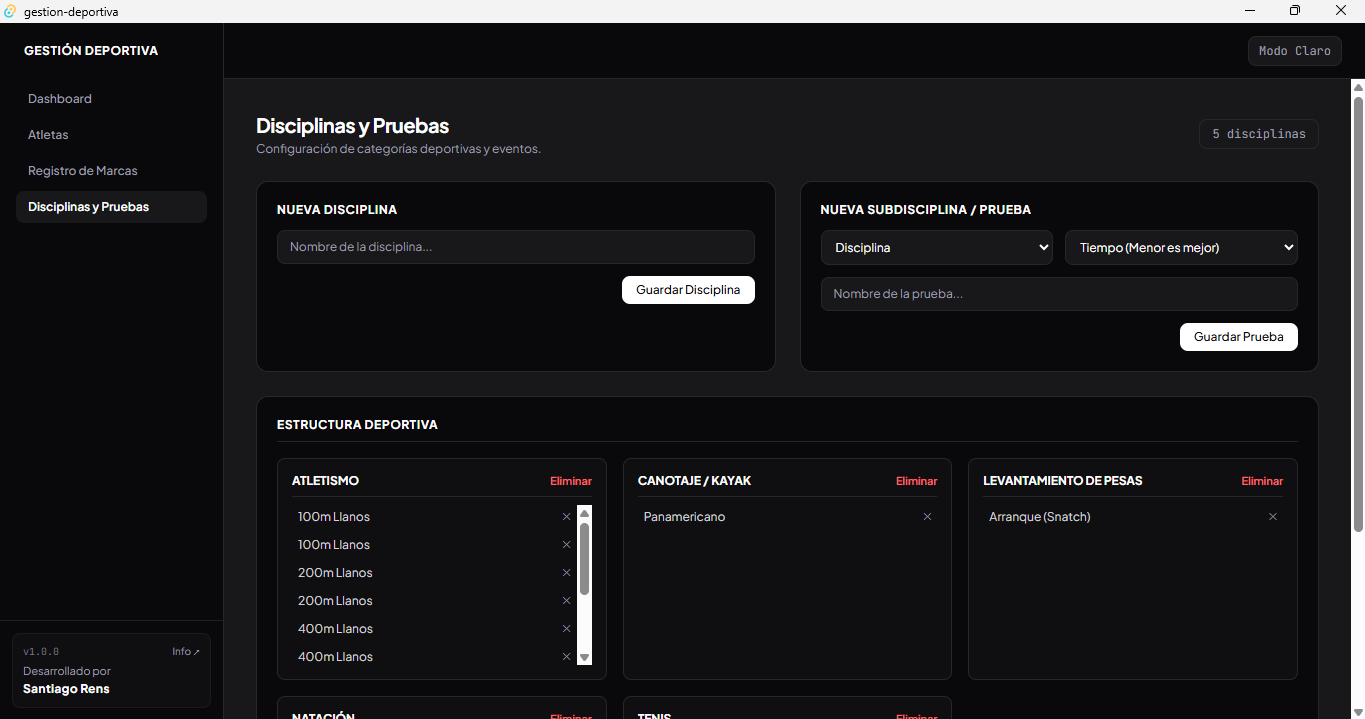 gestion-deportiva
GESTIÓN DEPORTIVA
Dashboard
Atletas
Registro de Marcas
Disciplinas y Pruebas
v1.0.0
Info ↗
Desarrollado por
Santiago Rens
Modo Claro
Disciplinas y Pruebas
Configuración de categorías deportivas y eventos.
5 disciplinas
NUEVA DISCIPLINA
Nombre de la disciplina...
Guardar Disciplina
NUEVA SUBDISCIPLINA / PRUEBA
Disciplina
Tiempo (Menor es mejor)
Nombre de la prueba...
Guardar Prueba
ESTRUCTURA DEPORTIVA
ATLETISMO
Eliminar
100m Llanos
100m Llanos
200m Llanos
200m Llanos
400m Llanos
400m Llanos
CANOTAJE / KAYAK
Eliminar
Panamericano
LEVANTAMIENTO DE PESAS
Eliminar
Arranque (Snatch)
NATACIÓN
Eliminar
TENIS
Eliminar